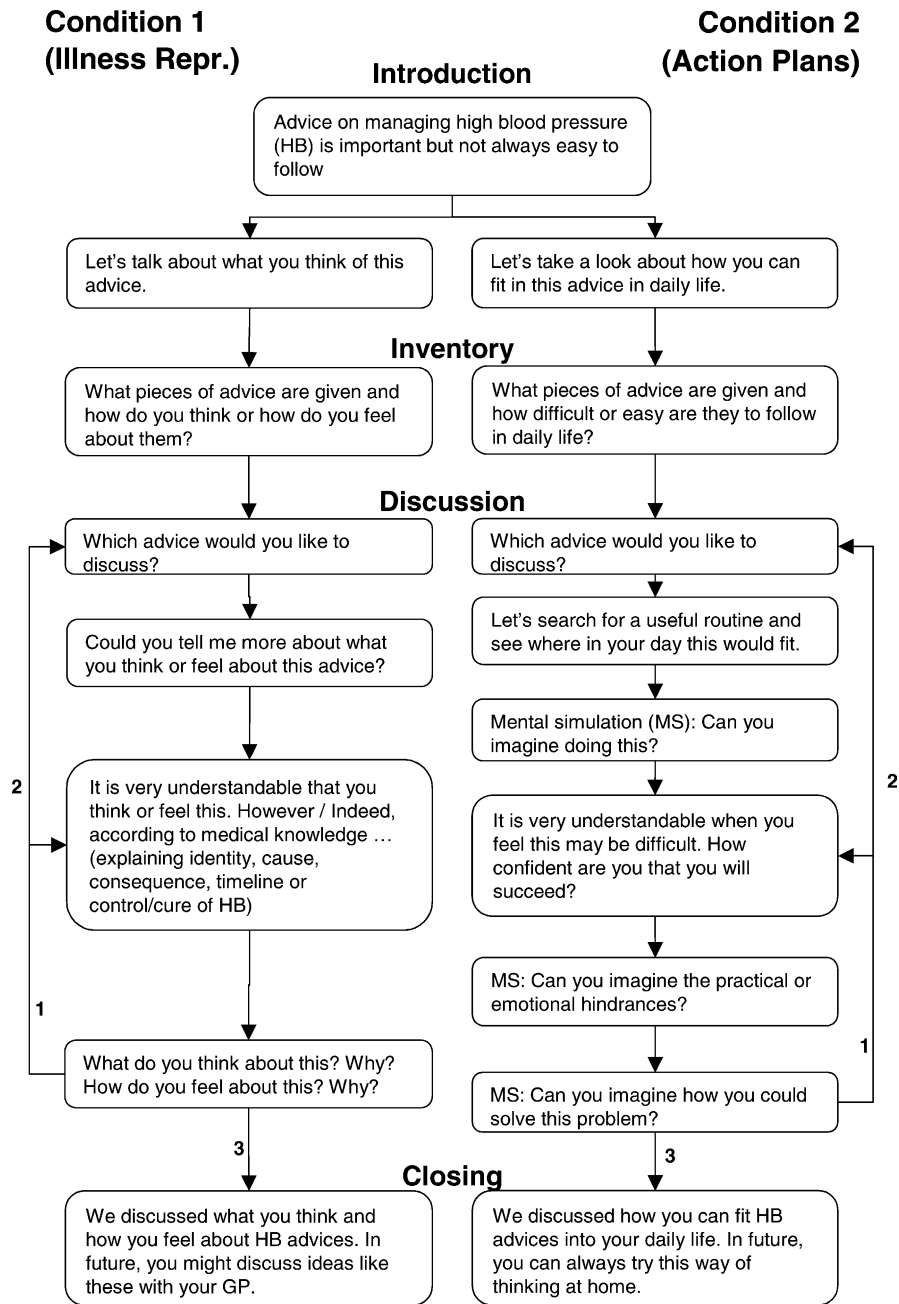 Condition 1
(Illness Repr.)
Condition 2
(Action Plans)
Introduction
Advice on managing high blood pressure
(HB) is important but not always easy to
follow
Let's talk about what you think of this
advice.
Let's take a look about how you can
fit in this advice in daily life.
Inventory
What pieces of advice are given and
how do you think or how do you feel
about them?
What pieces of advice are given and
how difficult or easy are they to follow
in daily life?
Discussion
Which advice would you like to
discuss?
Could you tell me more about what
you think or feel about this advice?
2
It is very understandable that you
think or feel this. However / Indeed,
according to medical knowledge …
(explaining identity, cause,
consequence, timeline or
control/cure of HB)
1
What do you think about this? Why?
How do you feel about this? Why?
3
Which advice would you like to
discuss?
Let's search for a useful routine and
see where in your day this would fit.
Mental simulation (MS): Can you
imagine doing this?
2
It is very understandable when you
feel this may be difficult. How
confident are you that you will
succeed?
MS: Can you imagine the practical or
emotional hindrances?
1
MS: Can you imagine how you could
solve this problem?
3
Closing
We discussed what you think and
how you feel about HB advices. In
future, you might discuss ideas like
these with your GP.
We discussed how you can fit HB
advices into your daily life. In future,
you can always try this way of
thinking at home.